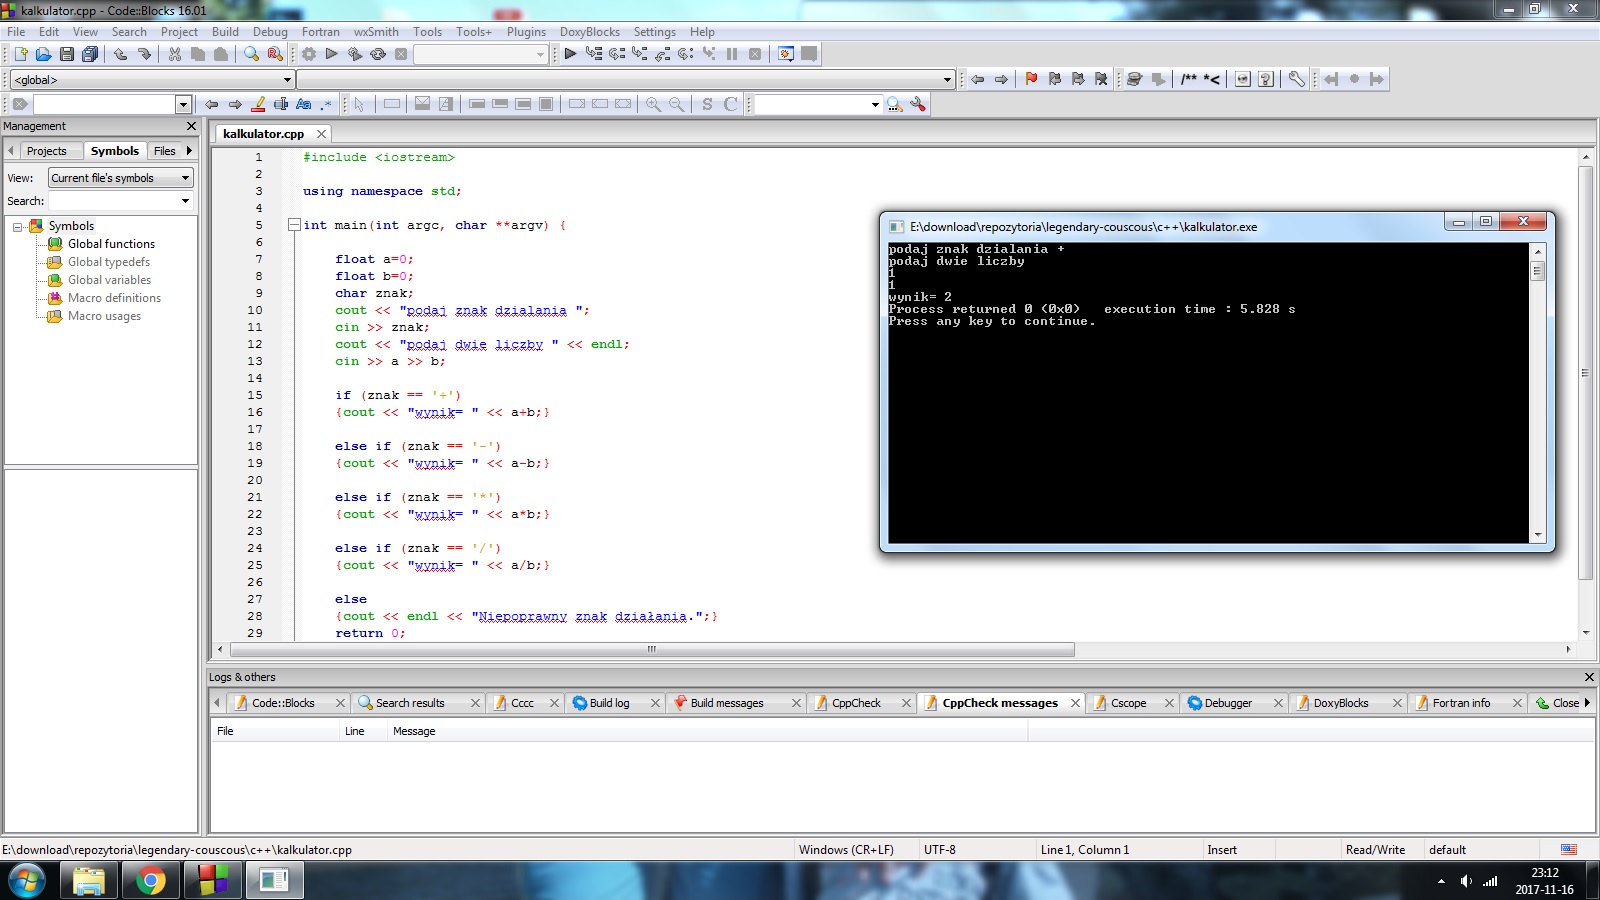 kalkulator.cpp - Code::Blocks 16.01
File Edit View Search Project Build Debug Fortran wxSmith Tools Tools+ Plugins DoxyBlocks Settings Help
<global>
/** *<
Aa .*
S C
Management
Projects Symbols Files
View: Current file's symbols
Search:
Symbols
Global functions
Global typedefs
Global variables
Macro definitions
Macro usages
kalkulator.cpp
1 #include <iostream>
2
3 using namespace std;
4
5 int main(int argc, char **argv) {
6
7 float a=0;
8 float b=0;
9 char znak;
10 cout << "podaj znak dzialania ";
11 cin >> znak;
12 cout << "podaj dwie liczby " << endl;
13 cin >> a >> b;
14
15 if (znak == '+')
16 {cout << "wynik= " << a+b;}
17
18 else if (znak == '-')
19 {cout << "wynik= " << a-b;}
20
21 else if (znak == '*')
22 {cout << "wynik= " << a*b;}
23
24 else if (znak == '/')
25 {cout << "wynik= " << a/b;}
26
27 else
28 {cout << endl << "Niepoprawny znak działania.";}
29 return 0;
E:\download\repozytoria\legendary-couscous\c++\kalkulator.exe
podaj znak dzialania +
podaj dwie liczby
1
1
wynik= 2
Process returned 0 (0x0) execution time : 5.828 s
Press any key to continue.
Logs & others
Code::Blocks Search results Cccc Build log Build messages CppCheck CppCheck messages Cscope Debugger DoxyBlocks Fortran info Close
File Line Message
E:\download\repozytoria\legendary-couscous\c++\kalkulator.cpp Windows (CR+LF) UTF-8 Line 1, Column 1 Insert Read/Write default
23:12
2017-11-16